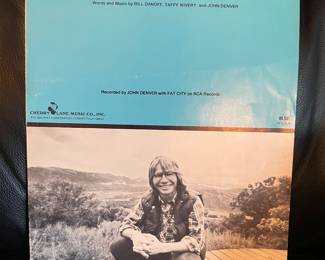 Words and Music by BILL DANOFF, TAFFY NIVERT and JOHN DENVER
Recorded by JOHN DENVER with FAT CITY on RCA Records
CHERRY LANE MUSIC CO., INC.